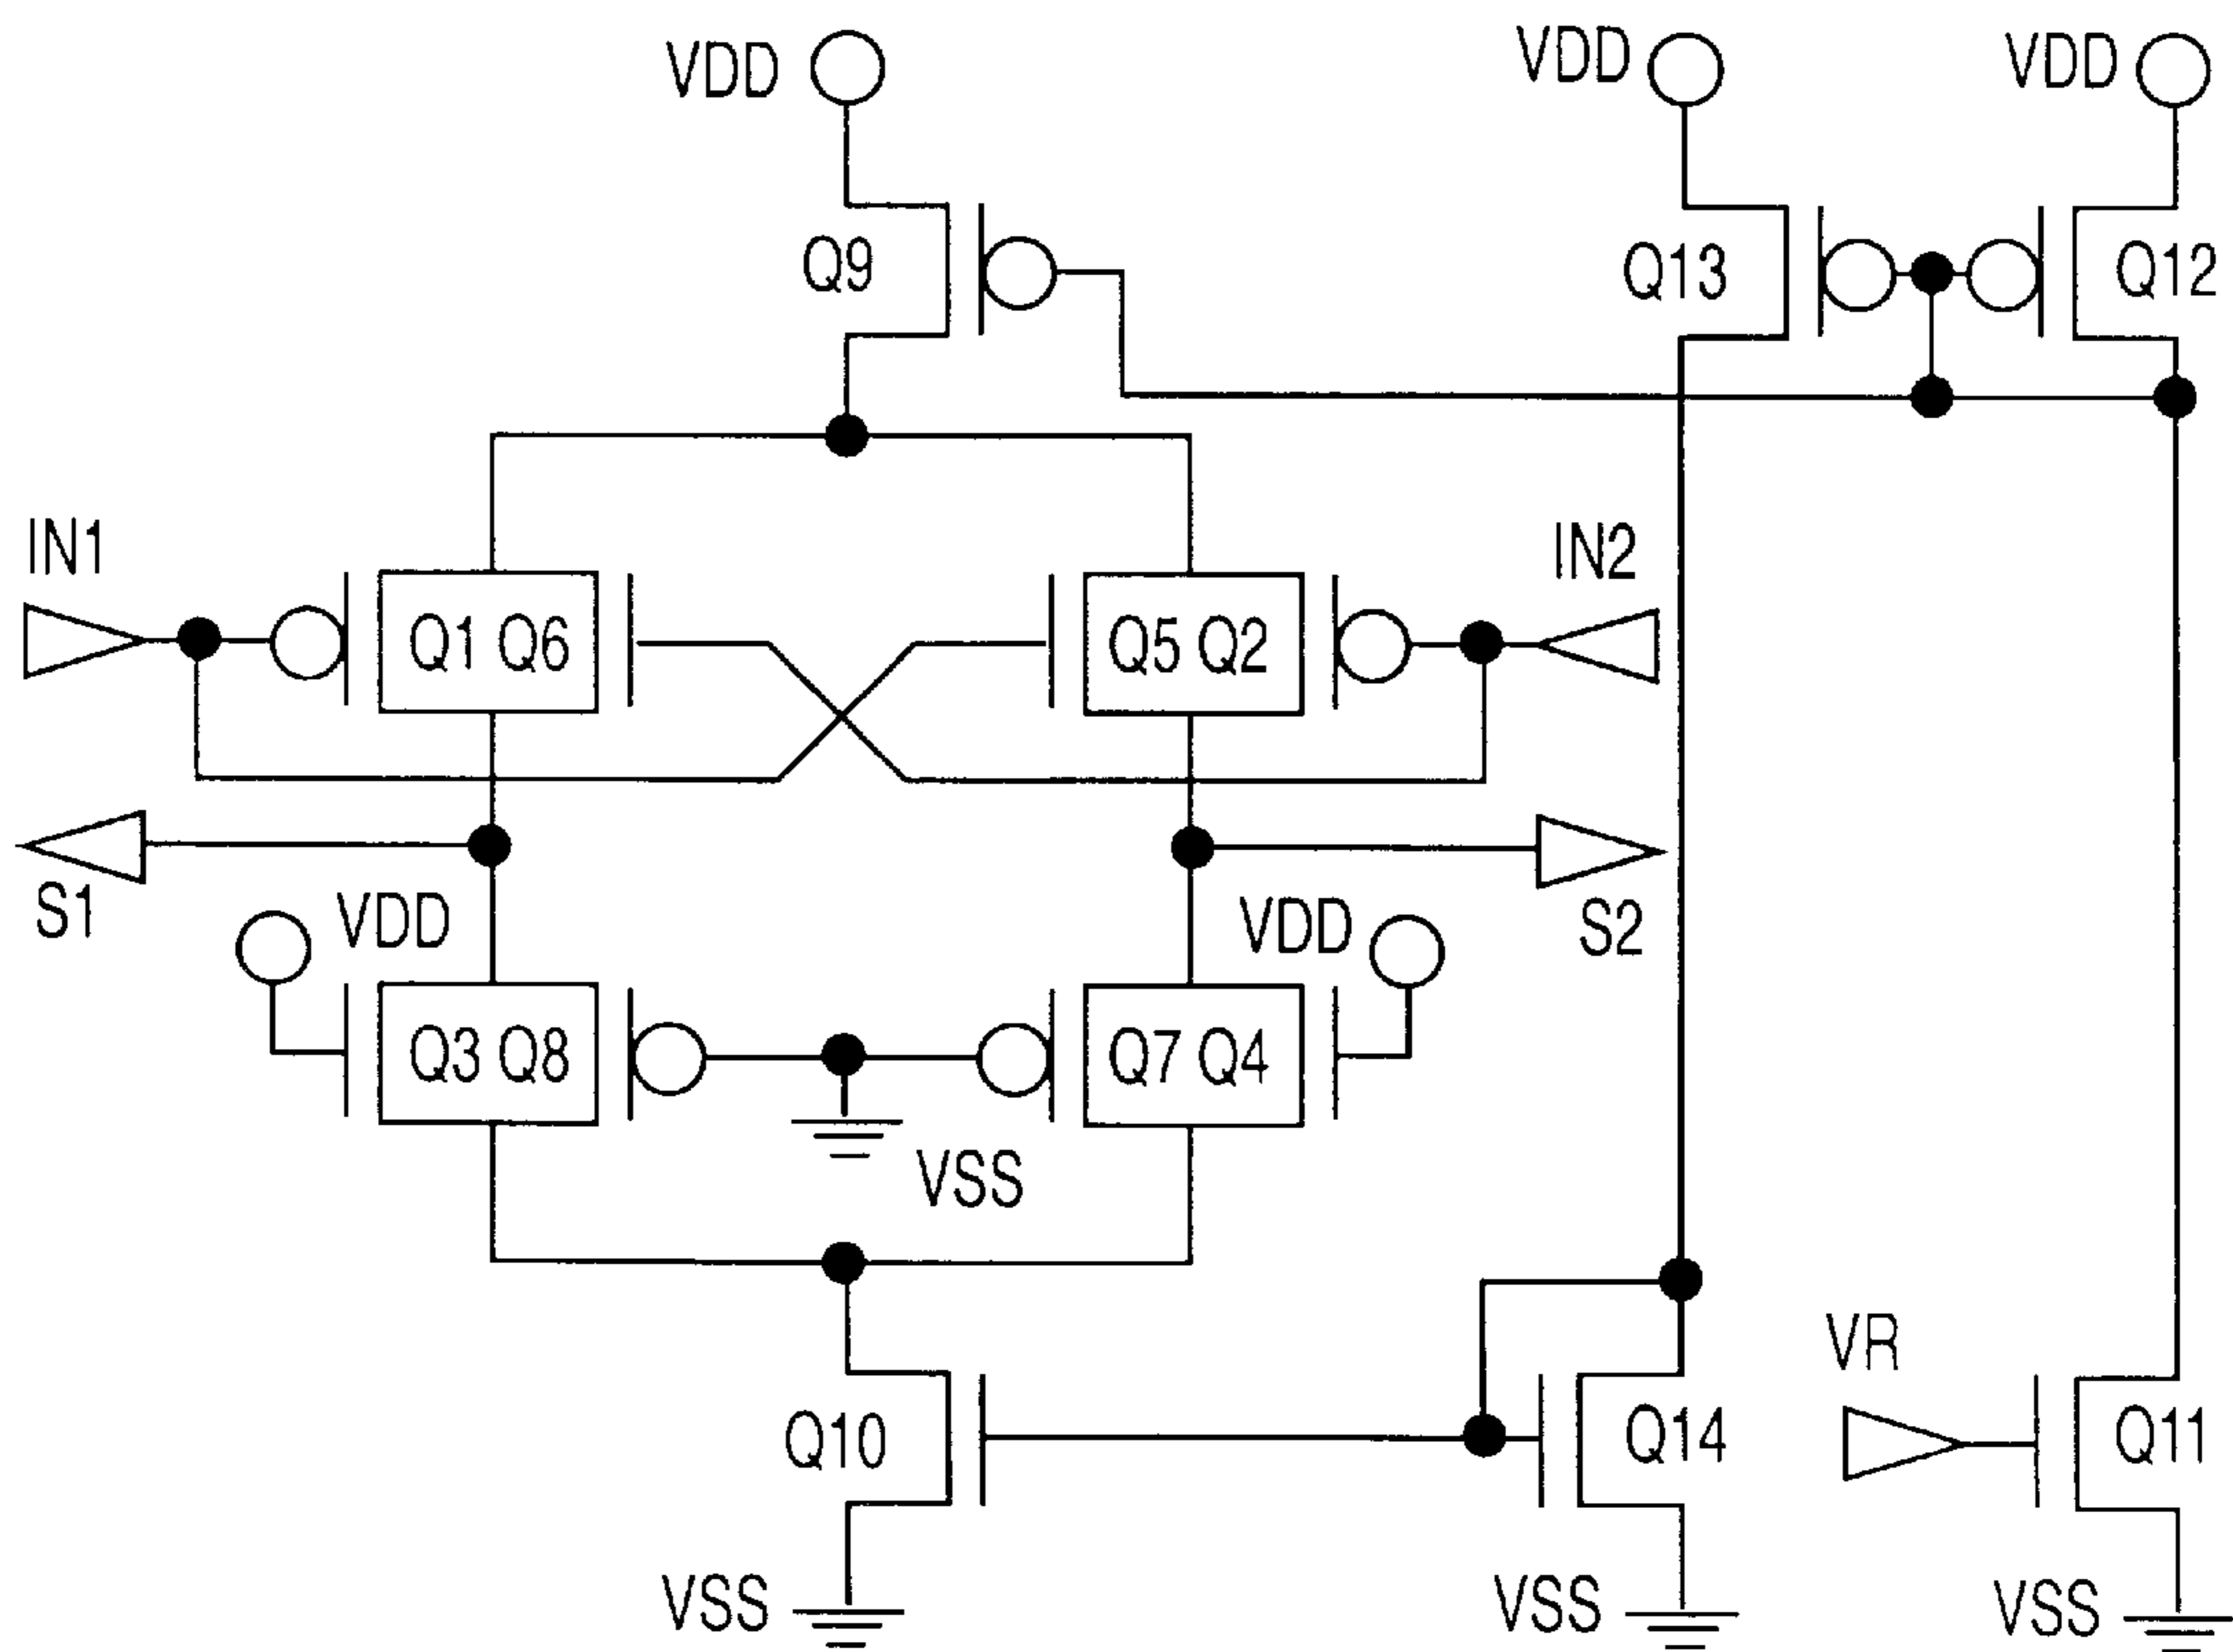 VDD
VDD
VDD
Q9
Q13
Q12
IN1
IN2
Q1 Q6
Q5 Q2
S1
VDD
VDD
S2
Q3 Q8
Q7 Q4
VSS
VR
Q10
Q14
Q11
VSS
VSS
VSS